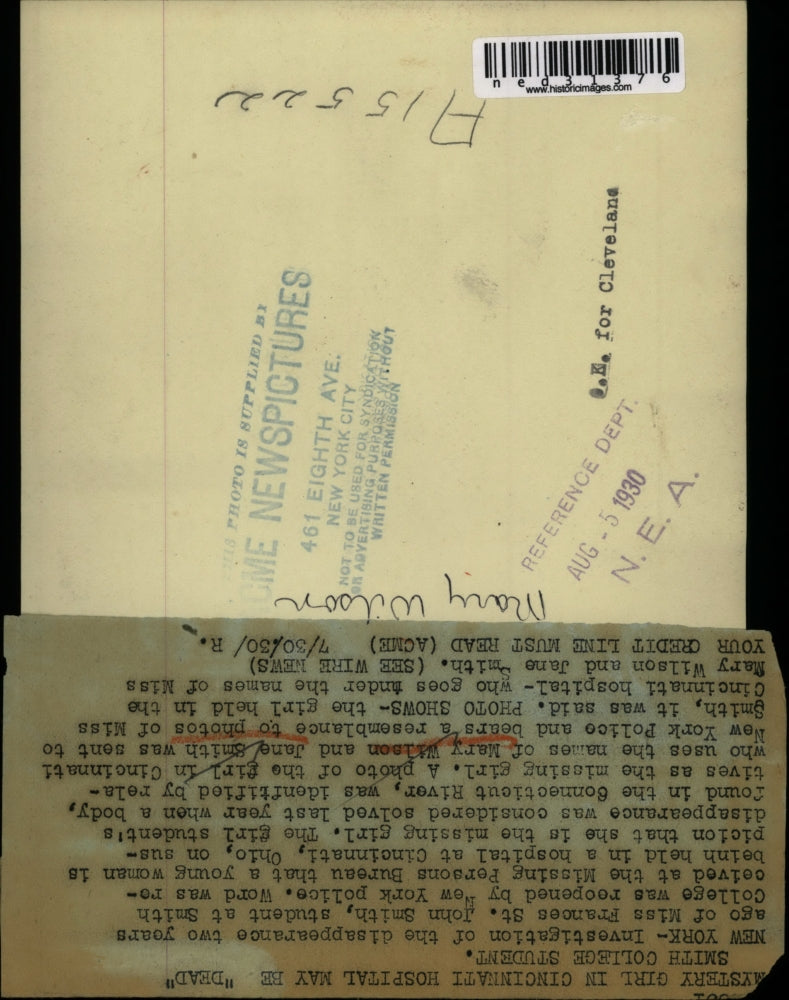 ned31376
www.historicimages.com
A155522
PHOTO IS SUPPLIED BY
NEWSPICTURES
461 EIGHTH AVE.
NEW YORK CITY
NOT TO BE USED FOR SYNDICATION
OR ADVERTISING PURPOSES WITHOUT
WRITTEN PERMISSION
for Cleveland
REFERENCE DEPT.
AUG - 5 1930
N. E. A.
Mary Wilson
MYSTERY GIRL IN CINCINNATI HOSPITAL MAY BE "DEAD"
SMITH COLLEGE STUDENT.
NEW YORK- Investigation of the disappearance two years
ago of Miss Frances St. John Smith, student at Smith
College was reopened by New York police. Word was re-
ceived at the Missing Persons Bureau that a young woman is
beinh held in a hospital at Cincinnati, Ohio, on sus-
picion that she is the missing girl. The girl student's
disappearance was considered solved last year when a body,
found in the Connecticut River, was identified by rela-
tives as the missing girl. A photo of the girl in Cincinnati
who uses the names of Mary Wilson and Jane Smith was sent to
New York Police and bears a resemblance to photos of Miss
Smith, it was said. PHOTO SHOWS- the girl held in the
Cincinnati hospital- who goes under the names of Miss
Mary Wilson and Jane Smith. (SEE WIRE NEWS)
YOUR CREDIT LINE MUST READ (ACME) 7/30/30/ R.